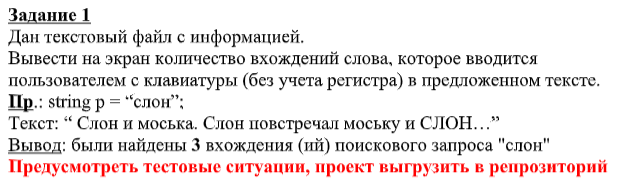 Задание 1
Дан текстовый файл с информацией.
Вывести на экран количество вхождений слова, которое вводится
пользователем с клавиатуры (без учета регистра) в предложенном тексте.
Пр.: string p = “слон”;
Текст: “ Слон и моська. Слон повстречал моську и СЛОН…”
Вывод: были найдены 3 вхождения (ий) поискового запроса "слон"
Предусмотреть тестовые ситуации, проект выгрузить в репрозиторий